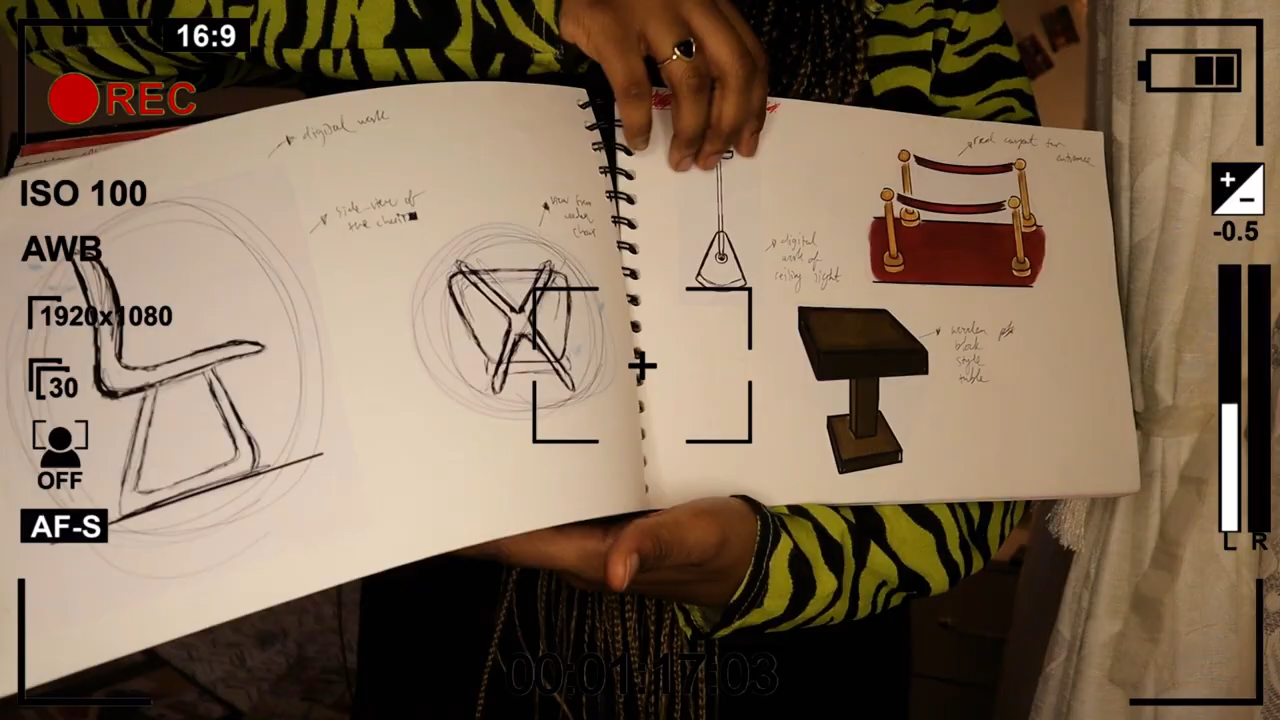 16:9
REC
ISO 100
AWB
1920x1080
30
OFF
AF-S
-0.5
L R
00:01:17:03
digital work
side view of
the chair
view from
under
chair
digital
work of
ceiling light
red carpet for
entrance
wooden
block
style
table